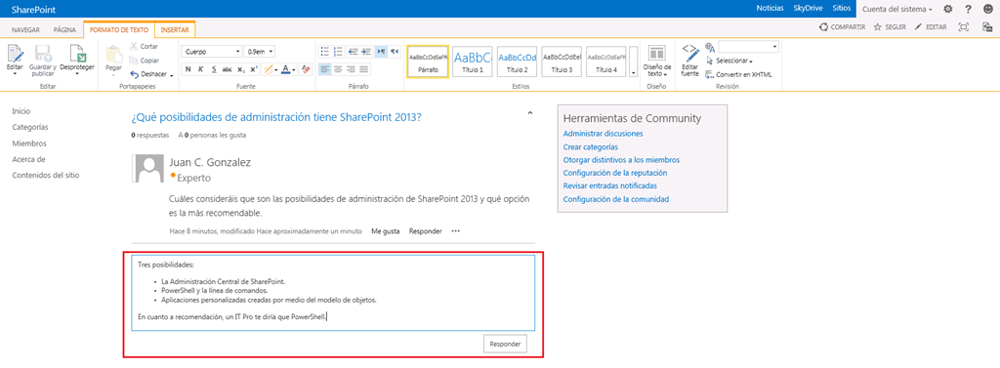 SharePoint
Noticias SkyDrive Sitios Cuenta del sistema
NAVEGAR PÁGINA FORMATO DE TEXTO INSERTAR
COMPARTIR SEGUIR EDITAR
Editar
Guardar y
publicar
Desproteger
Editar
Pegar
Cortar
Copiar
Deshacer
Portapapeles
Cuerpo 0.9em
N K S abc x₂ x²
Fuente
Párrafo
AaBbCcDdEePf
Párrafo
AaBbC
Título 1
AaBbCcDd
Título 2
AaBbCcDdEel
Título 3
AaBbCcDdEePf
Título 4
Estilos
Diseño de
texto
Diseño
Editar
fuente
Seleccionar
Convertir en XHTML
Revisión
Inicio
Categorías
Miembros
Acerca de
Contenidos del sitio
¿Qué posibilidades de administración tiene SharePoint 2013?
0 respuestas A 0 personas les gusta
Juan C. Gonzalez
Experto
Cuáles consideráis que son las posibilidades de administración de SharePoint 2013 y qué opción
es la más recomendable.
Hace 8 minutos, modificado Hace aproximadamente un minuto Me gusta Responder ···
Tres posibilidades:
• La Administración Central de SharePoint.
• PowerShell y la línea de comandos.
• Aplicaciones personalizadas creadas por medio del modelo de objetos.
En cuanto a recomendación, un IT Pro te diría que PowerShell.
Responder
Herramientas de Community
Administrar discusiones
Crear categorías
Otorgar distintivos a los miembros
Configuración de la reputación
Revisar entradas notificadas
Configuración de la comunidad